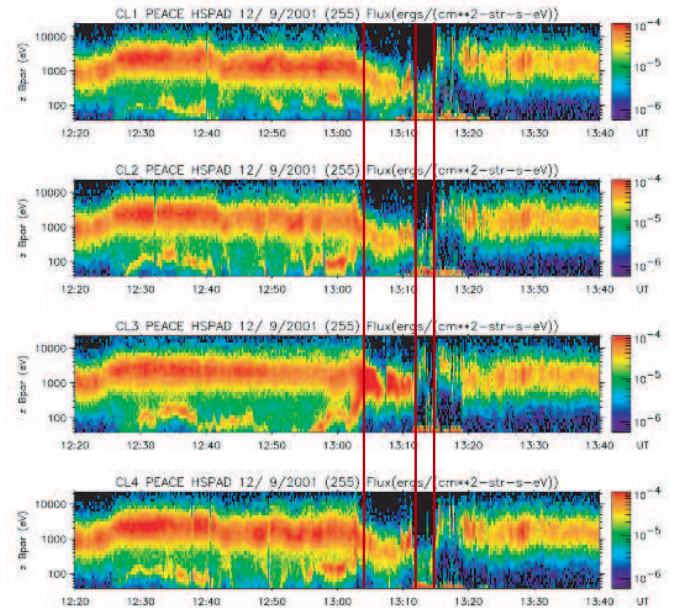 CL1 PEACE HSPAD 12/ 9/2001 (255) Flux(ergs/(cm**2-str-s-eV))
10000
1000
100
z Bpar (eV)
10-4
10-5
10-6
12:20 12:30 12:40 12:50 13:00 13:10 13:20 13:30 13:40 UT
CL2 PEACE HSPAD 12/ 9/2001 (255) Flux(ergs/(cm**2-str-s-eV))
10000
1000
100
z Bpar (eV)
10-4
10-5
10-6
12:20 12:30 12:40 12:50 13:00 13:10 13:20 13:30 13:40 UT
CL3 PEACE HSPAD 12/ 9/2001 (255) Flux(ergs/(cm**2-str-s-eV))
10000
1000
100
z Bpar (eV)
10-4
10-5
10-6
12:20 12:30 12:40 12:50 13:00 13:10 13:20 13:30 13:40 UT
CL4 PEACE HSPAD 12/ 9/2001 (255) Flux(ergs/(cm**2-str-s-eV))
10000
1000
100
z Bpar (eV)
10-4
10-5
10-6
12:20 12:30 12:40 12:50 13:00 13:10 13:20 13:30 13:40 UT